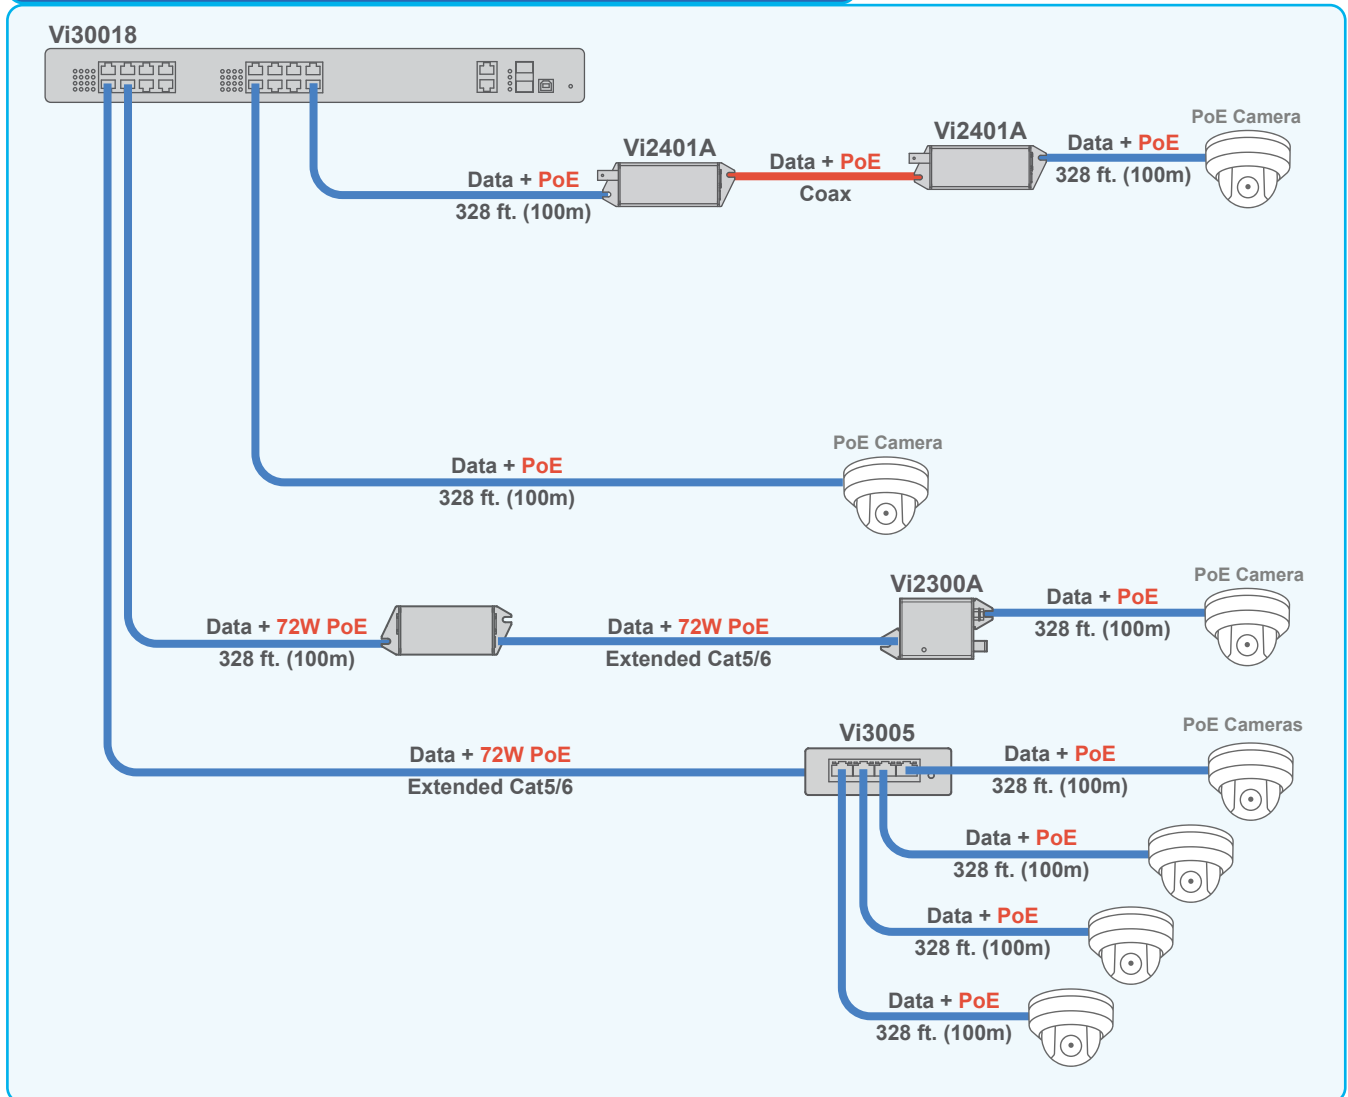 Vi30018
PoE Camera
Vi2401A
Data + PoE
328 ft. (100m)
Vi2401A
Data + PoE
Coax
Data + PoE
328 ft. (100m)
PoE Camera
Data + PoE
328 ft. (100m)
PoE Camera
Vi2300A
Data + PoE
328 ft. (100m)
Data + 72W PoE
328 ft. (100m)
Data + 72W PoE
Extended Cat5/6
PoE Cameras
Vi3005
Data + 72W PoE
Extended Cat5/6
Data + PoE
328 ft. (100m)
Data + PoE
328 ft. (100m)
Data + PoE
328 ft. (100m)
Data + PoE
328 ft. (100m)